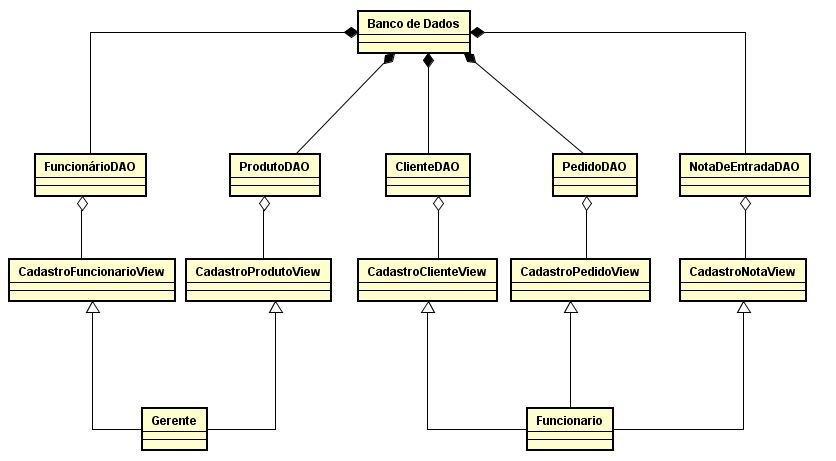 Banco de Dados
FuncionárioDAO
ProdutoDAO
ClienteDAO
PedidoDAO
NotaDeEntradaDAO
CadastroFuncionarioView
CadastroProdutoView
CadastroClienteView
CadastroPedidoView
CadastroNotaView
Gerente
Funcionario